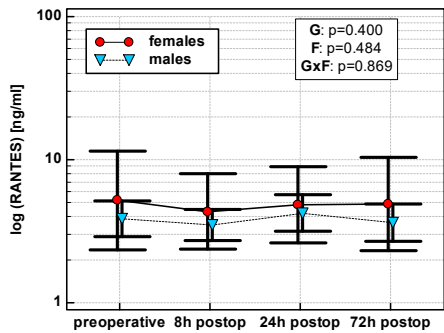 100
females
males
G: p=0.400
F: p=0.484
GxF: p=0.869
log (RANTES) [ng/ml]
10
1
preoperative 8h postop 24h postop 72h postop